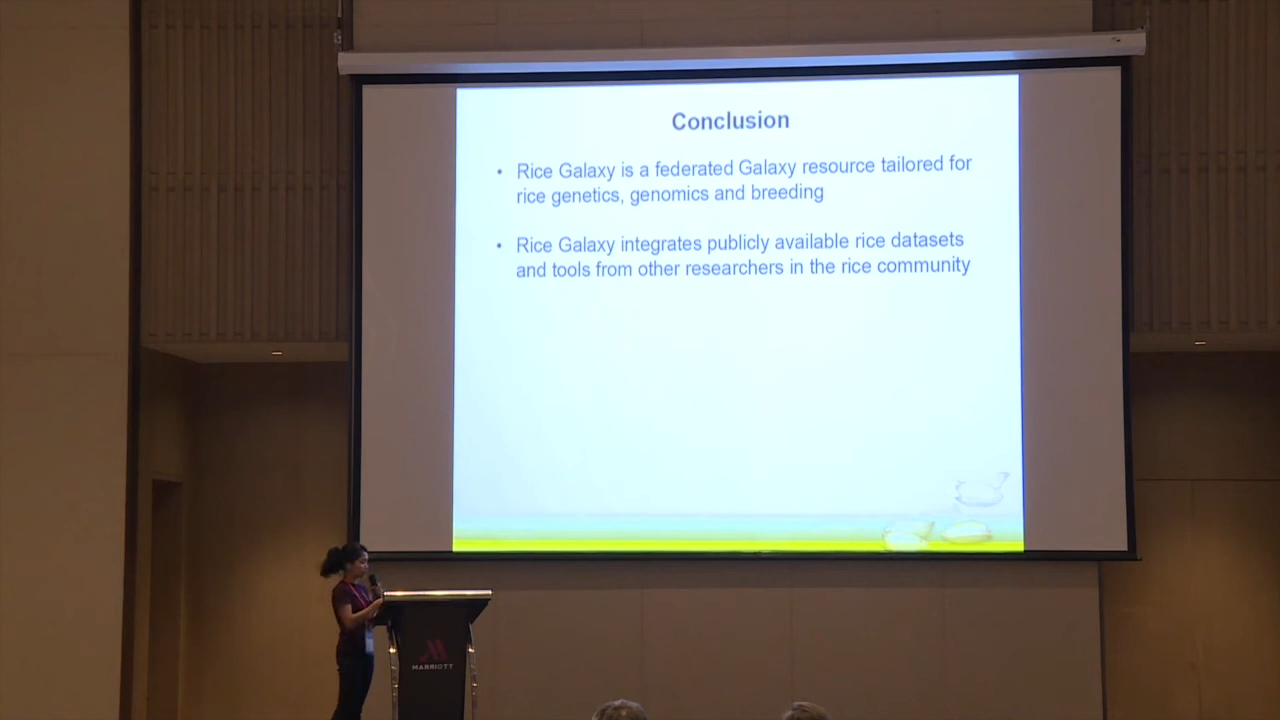 Conclusion
• Rice Galaxy is a federated Galaxy resource tailored for
rice genetics, genomics and breeding
• Rice Galaxy integrates publicly available rice datasets
and tools from other researchers in the rice community
MARRIOTT